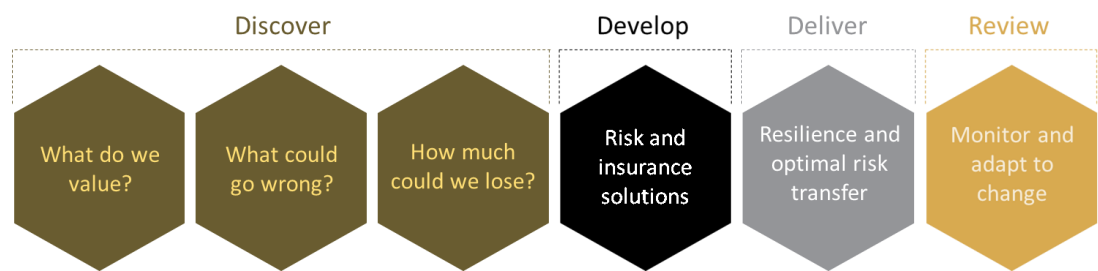 Discover
Develop
Deliver
Review
What do we
value?
What could
go wrong?
How much
could we lose?
Risk and
insurance
solutions
Resilience and
optimal risk
transfer
Monitor and
adapt to
change